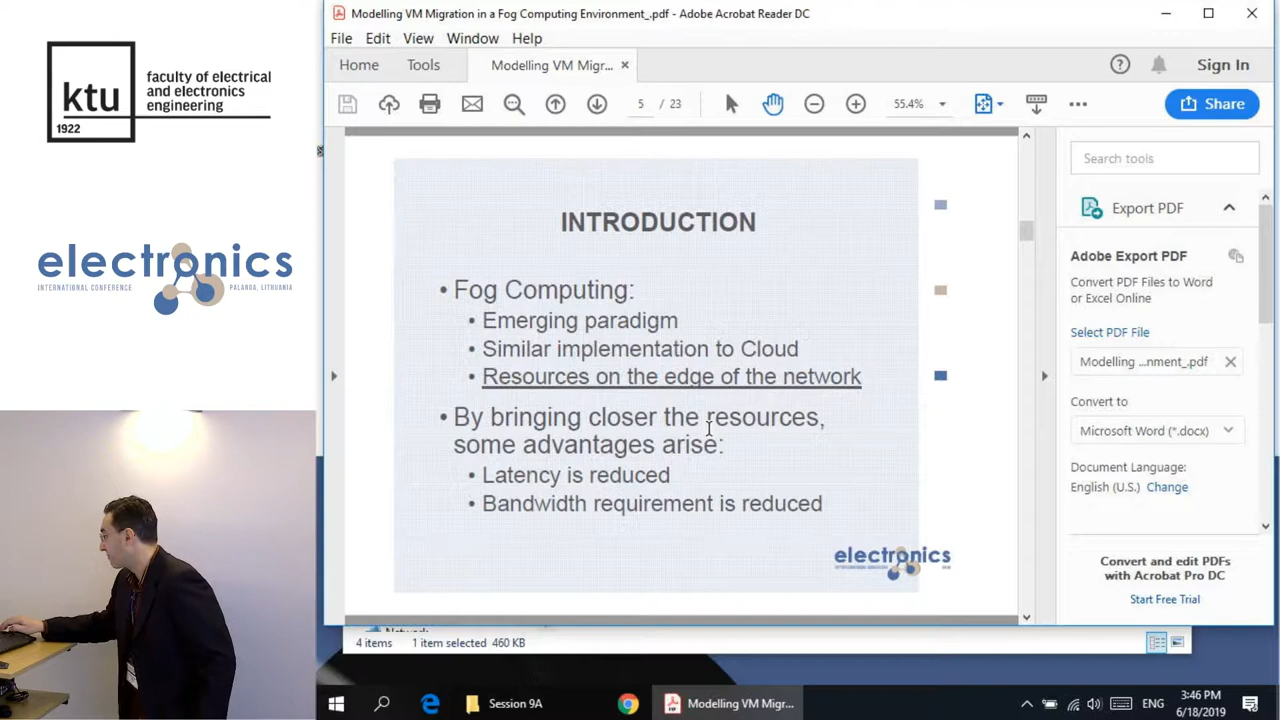 ktu
1922
faculty of electrical
and electronics
engineering
electronics
INTERNATIONAL CONFERENCE
PALANGA, LITHUANIA
Modelling VM Migration in a Fog Computing Environment_.pdf - Adobe Acrobat Reader DC
File Edit View Window Help
Home Tools Modelling VM Migr... ×
Sign In
5 / 23
55.4%
Share
INTRODUCTION
• Fog Computing:
• Emerging paradigm
• Similar implementation to Cloud
• Resources on the edge of the network
• By bringing closer the resources,
some advantages arise:
• Latency is reduced
• Bandwidth requirement is reduced
electronics
Search tools
Export PDF
Adobe Export PDF
Convert PDF Files to Word
or Excel Online
Select PDF File
Modelling ...nment_.pdf
Convert to
Microsoft Word (*.docx)
Document Language:
English (U.S.) Change
Convert and edit PDFs
with Acrobat Pro DC
Start Free Trial
4 items 1 item selected 460 KB
Session 9A
Modelling VM Migr...
ENG
3:46 PM
6/18/2019